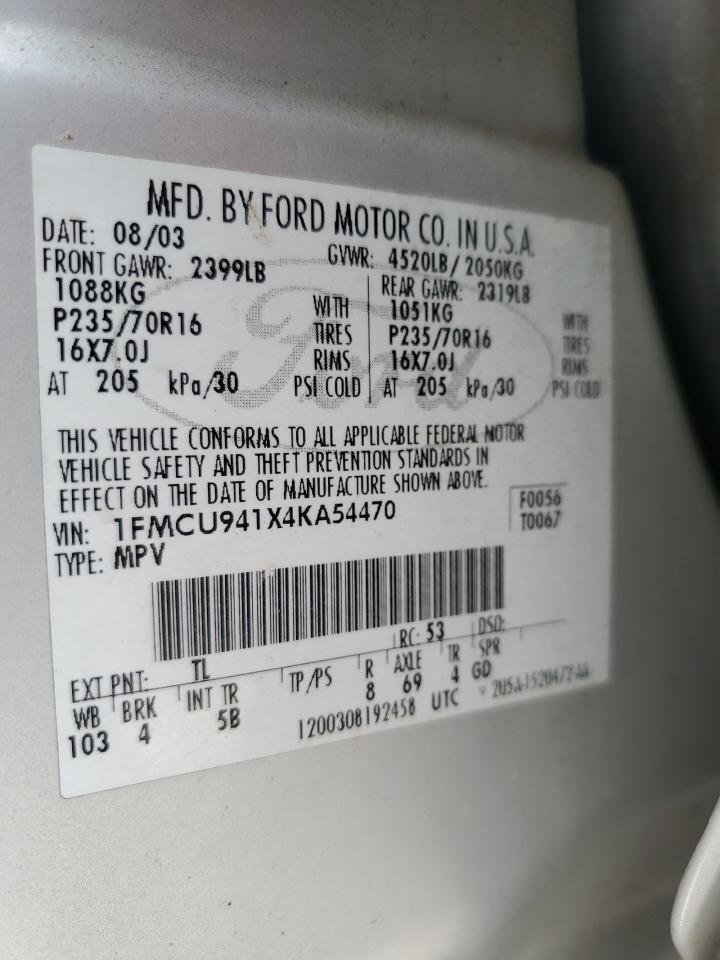 MFD. BY FORD MOTOR CO. IN U.S.A.
DATE: 08/03 GVWR: 4520LB / 2050KG
FRONT GAWR: 2399LB REAR GAWR: 2319LB
1088KG WITH 1051KG WITH
P235/70R16 TIRES P235/70R16 TIRES
16X7.0J RIMS 16X7.0J RIMS
AT 205 kPa/30 PSI COLD AT 205 kPa/30 PSI COLD
Ford
THIS VEHICLE CONFORMS TO ALL APPLICABLE FEDERAL MOTOR
VEHICLE SAFETY AND THEFT PREVENTION STANDARDS IN
EFFECT ON THE DATE OF MANUFACTURE SHOWN ABOVE.
VIN: 1FMCU941X4KA54470 F0056
TYPE: MPV T0067
EXT PNT: TL RC: 53 DSO:
WB BRK INT TR TP/PS R AXLE TR SPR
103 4 5B 8 69 4 GD
1200308192458 UTC